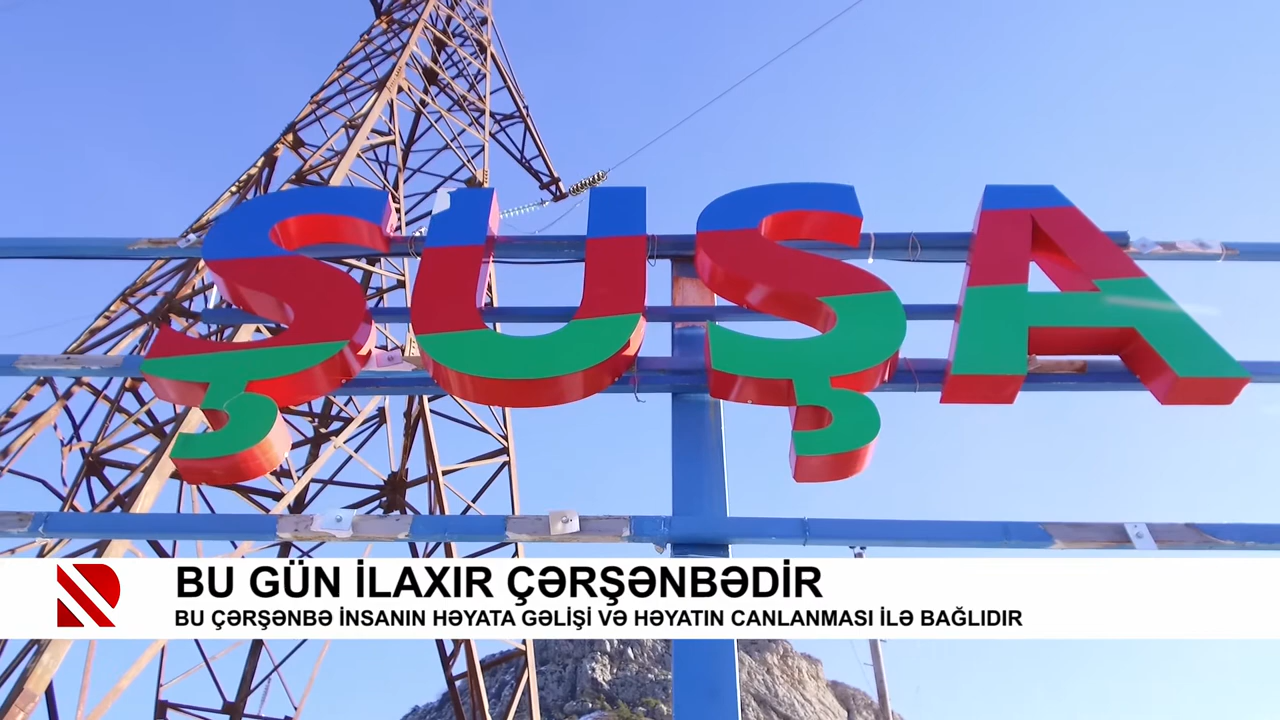 ŞUŞA
BU GÜN İLAXIR ÇƏRŞƏNBƏDİR
BU ÇƏRŞƏNBƏ İNSANIN HƏYATA GƏLİŞİ VƏ HƏYATIN CANLANMASI İLƏ BAĞLIDIR